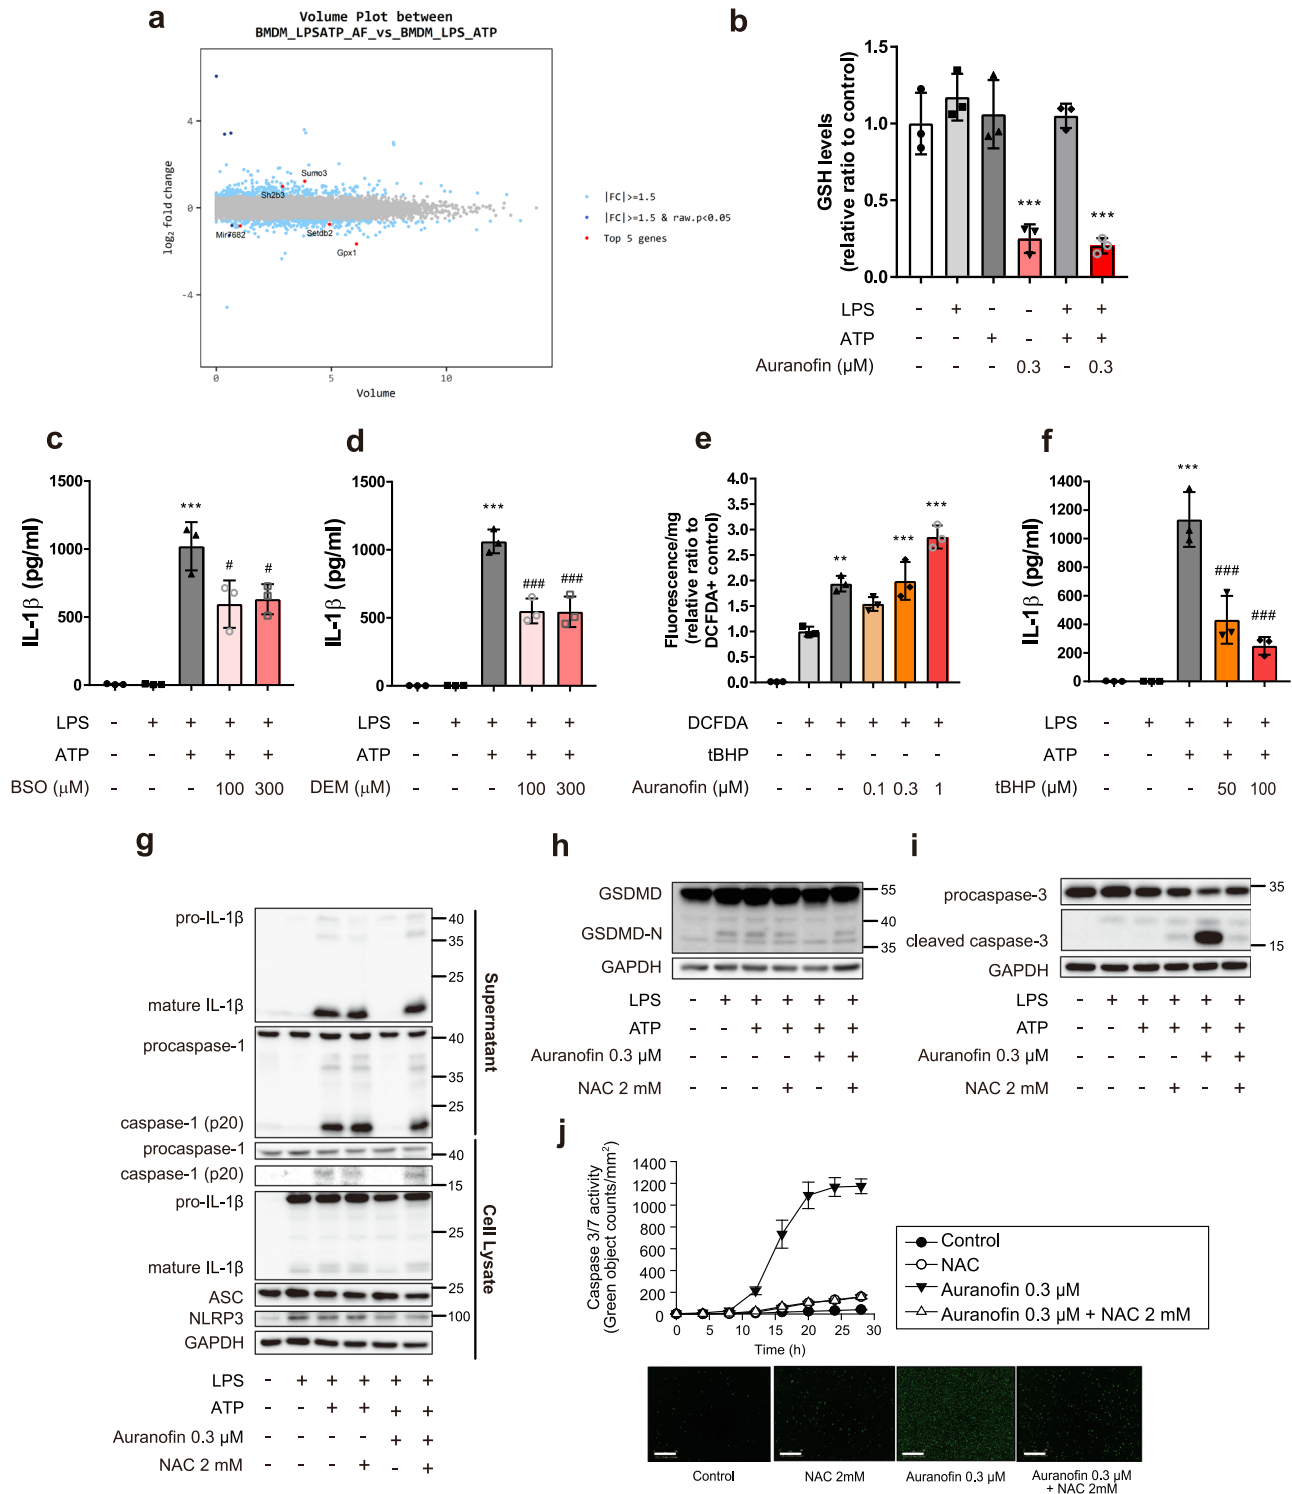 a
Volume Plot between
BMDM_LPSATP_AF_vs_BMDM_LPS_ATP
log₂ fold change
4
0
-4
Sumo3
Sh2b3
Mir7682
Setdb2
Gpx1
0 5 10
Volume
|FC|>=1.5
|FC|>=1.5 & raw.p<0.05
Top 5 genes
b
GSH levels
(relative ratio to control)
1.5
1.0
0.5
0.0
*** ***
LPS - + - - + +
ATP - - + - + +
Auranofin (μM) - - - 0.3 - 0.3
c
IL-1β (pg/ml)
1500
1000
500
0
*** # #
LPS - + + + +
ATP - - + + +
BSO (μM) - - - 100 300
d
IL-1β (pg/ml)
1500
1000
500
0
*** ### ###
LPS - + + + +
ATP - - + + +
DEM (μM) - - - 100 300
e
Fluorescence/mg
(relative ratio to
DCFDA+ control)
4.0
3.5
3.0
2.5
2.0
1.5
1.0
0.5
0.0
** *** ***
DCFDA - + + + + +
tBHP - - + - - -
Auranofin (μM) - - - 0.1 0.3 1
f
IL-1β (pg/ml)
1400
1200
1000
800
600
400
200
0
*** ### ###
LPS - + + + +
ATP - - + + +
tBHP (μM) - - - 50 100
g
pro-IL-1β
mature IL-1β
40
35
25
procaspase-1
caspase-1 (p20)
40
35
25
Supernatant
procaspase-1
40
caspase-1 (p20)
15
pro-IL-1β
25
mature IL-1β
ASC
25
NLRP3
100
GAPDH
Cell Lysate
LPS - + + + + +
ATP - - + + + +
Auranofin 0.3 μM - - - - + +
NAC 2 mM - - - + - +
h
GSDMD
55
40
GSDMD-N
35
GAPDH
LPS - + + + + +
ATP - - + + + +
Auranofin 0.3 μM - - - - + +
NAC 2 mM - - - + - +
i
procaspase-3
35
cleaved caspase-3
15
GAPDH
LPS - + + + + +
ATP - - + + + +
Auranofin 0.3 μM - - - - + +
NAC 2 mM - - - + - +
j
Caspase 3/7 activity
(Green object counts/mm²)
1400
1200
1000
800
600
400
200
0
0 5 10 15 20 25 30
Time (h)
Control
NAC
Auranofin 0.3 μM
Auranofin 0.3 μM + NAC 2 mM
Control
NAC 2mM
Auranofin 0.3 μM
Auranofin 0.3 μM
+ NAC 2mM